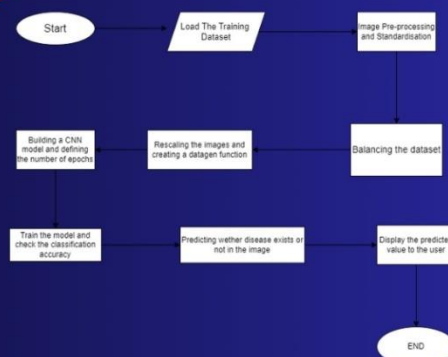 Start
Load The Training
Dataset
Image Pre-processing
and Standardisation
Balancing the dataset
Rescaling the images and
creating a datagen function
Building a CNN
model and defining
the number of epochs
Train the model and
check the classification
accuracy
Predicting wether disease exists or
not in the image
Display the predicte
value to the user
END